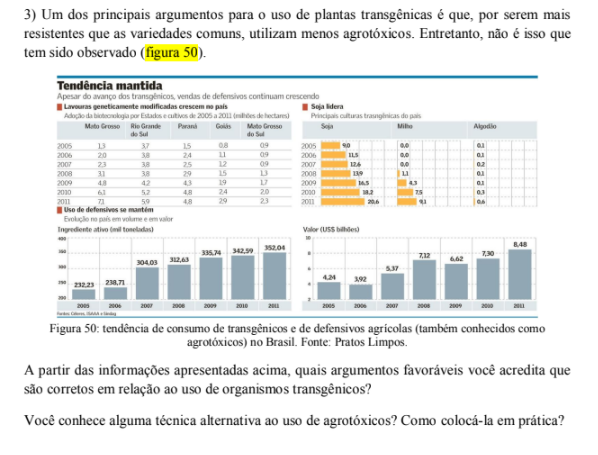 3) Um dos principais argumentos para o uso de plantas transgênicas é que, por serem mais
resistentes que as variedades comuns, utilizam menos agrotóxicos. Entretanto, não é isso que
tem sido observado (figura 50).
Tendência mantida
Apesar do avanço dos transgênicos, vendas de defensivos continuam crescendo
Lavouras geneticamente modificadas crescem no país
Adoção da biotecnologia por Estados e cultivos de 2005 a 2011 (milhões de hectares)
Mato Grosso Rio Grande do Sul Paraná Goiás Mato Grosso do Sul
2005 1,3 3,7 1,5 0,8 0,9
2006 2,0 3,8 2,4 1,1 0,9
2007 2,3 3,8 2,5 1,2 0,9
2008 3,1 3,8 2,9 1,5 1,3
2009 4,8 4,2 4,3 1,9 1,7
2010 6,1 5,2 4,8 2,4 2,0
2011 7,1 5,9 4,8 2,9 2,3
Soja lidera
Principais culturas transgênicas do país
Soja Milho Algodão
2005 9,0 0,0 0,1
2006 11,5 0,0 0,1
2007 12,6 0,0 0,2
2008 13,9 1,1 0,1
2009 16,5 4,3 0,1
2010 18,2 7,5 0,3
2011 20,6 9,1 0,6
Uso de defensivos se mantém
Evolução no país em volume e em valor
Ingrediente ativo (mil toneladas)
400
350
300
250
200
232,23 238,71 304,03 312,63 335,74 342,59 352,04
2005 2006 2007 2008 2009 2010 2011
Valor (US$ bilhões)
10
8
6
4
2
4,24 3,92 5,37 7,12 6,62 7,30 8,48
2005 2006 2007 2008 2009 2010 2011
Figura 50: tendência de consumo de transgênicos e de defensivos agrícolas (também conhecidos como
agrotóxicos) no Brasil. Fonte: Pratos Limpos.
A partir das informações apresentadas acima, quais argumentos favoráveis você acredita que
são corretos em relação ao uso de organismos transgênicos?
Você conhece alguma técnica alternativa ao uso de agrotóxicos? Como colocá-la em prática?